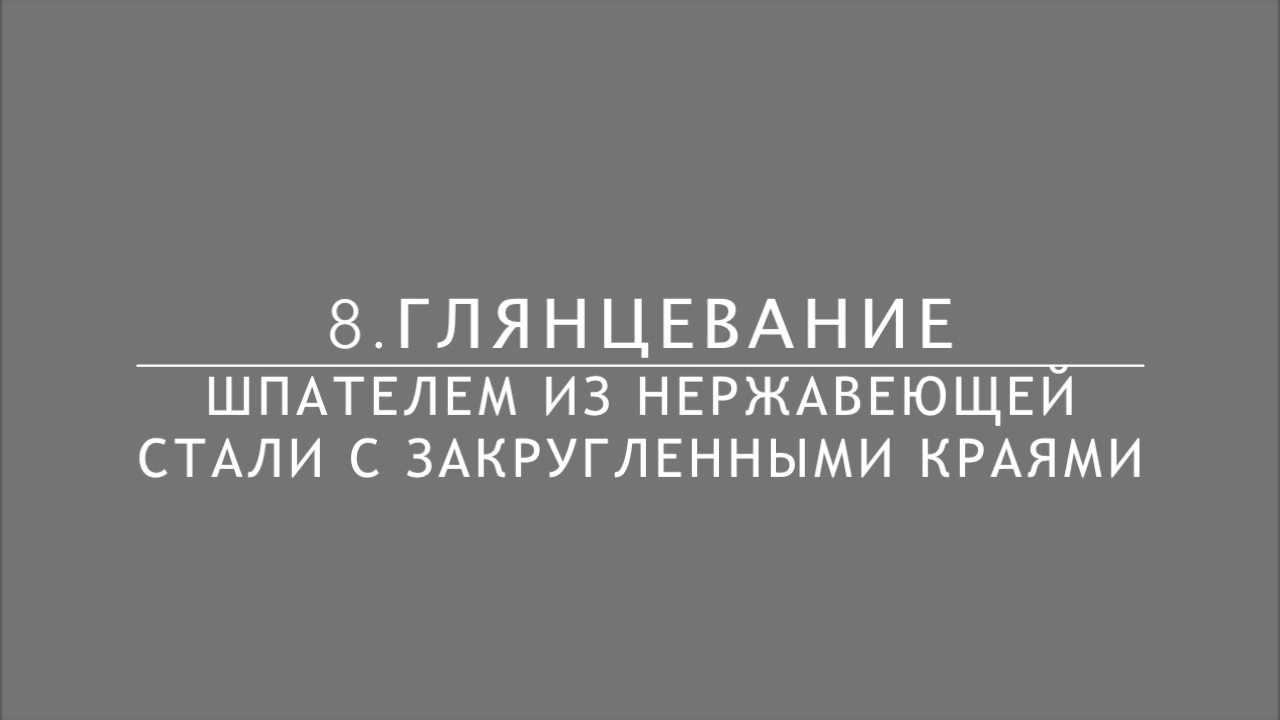 8.ГЛЯНЦЕВАНИЕ
ШПАТЕЛЕМ ИЗ НЕРЖАВЕЮЩЕЙ
СТАЛИ С ЗАКРУГЛЕННЫМИ КРАЯМИ